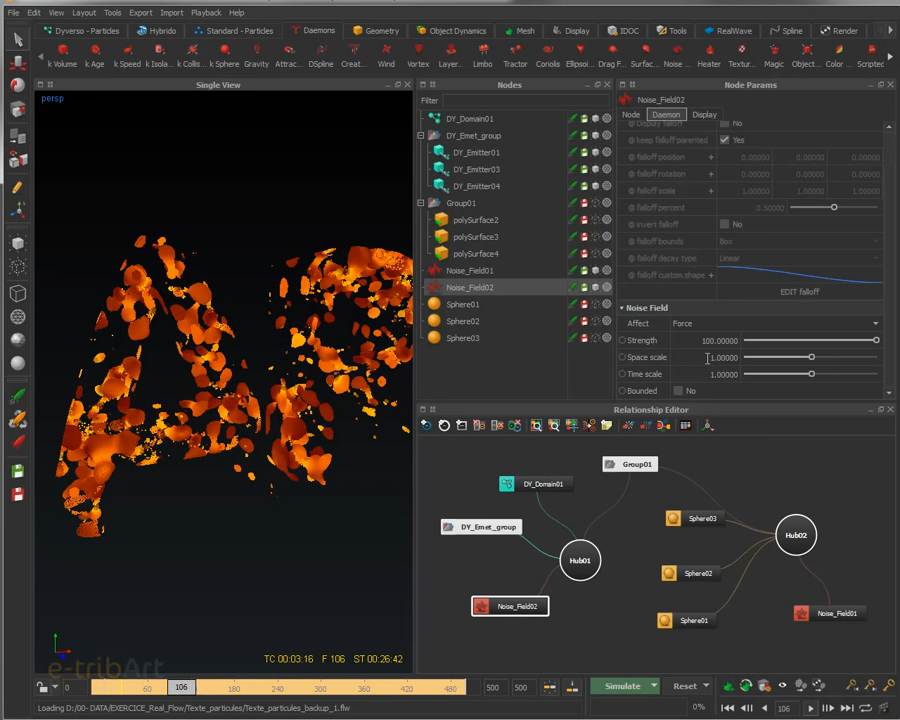 File Edit View Layout Tools Export Import Playback Help
Dyverso - Particles Hybrido Standard - Particles Daemons Geometry Object Dynamics Mesh Display IDOC Tools RealWave Spline Render
k Volume k Age k Speed k Isola... k Collis... k Sphere Gravity Attrac... DSpline Creat... Wind Vortex Layer... Limbo Tractor Coriolis Ellipsoi... Drag F... Surfac... Noise ... Heater Textur... Magic Object... Color ... Scripted
Single View
persp
TC 00:03:16 F 106 ST 00:26:42
e-tribArt
Nodes
Filter
DY_Domain01
DY_Emet_group
DY_Emitter01
DY_Emitter03
DY_Emitter04
Group01
polySurface2
polySurface3
polySurface4
Noise_Field01
Noise_Field02
Sphere01
Sphere02
Sphere03
Node Params
Noise_Field02
Node Daemon Display
@ Display falloff No
@ keep falloff parented Yes
@ falloff position + 0.00000 0.00000 0.00000
@ falloff rotation + 0.00000 0.00000 0.00000
@ falloff scale + 1.00000 1.00000 1.00000
@ falloff percent 0.50000
@ invert falloff No
@ falloff bounds Box
@ falloff decay type Linear
@ falloff custom shape +
EDIT falloff
Noise Field
Affect Force
Strength 100.00000
Space scale 1.00000
Time scale 1.00000
Bounded No
Relationship Editor
Group01
DY_Domain01
DY_Emet_group
Hub01
Noise_Field02
Sphere03
Sphere02
Sphere01
Hub02
Noise_Field01
0 60 106 180 240 300 360 420 480 500 500
Simulate Reset
Loading D:/00- EXERCICE_Real_Flow/Texte_particules/Texte_particules_backup_1.flw
0% 106